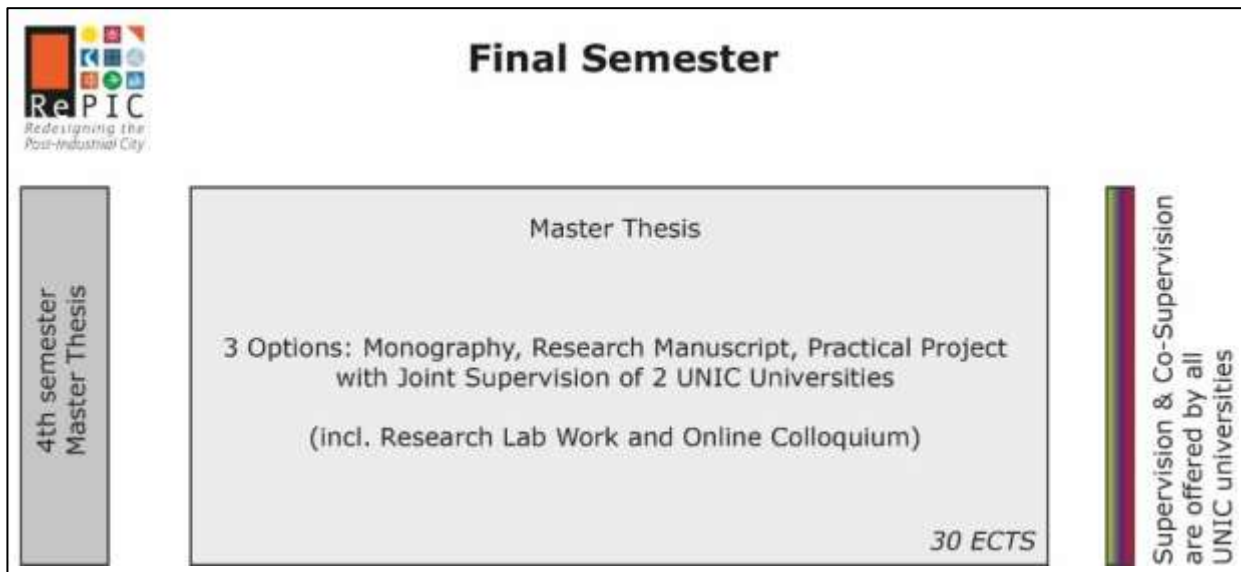 RePIC
Redesigning the
Post-Industrial City
Final Semester
4th semester
Master Thesis
Master Thesis
3 Options: Monography, Research Manuscript, Practical Project
with Joint Supervision of 2 UNIC Universities
(incl. Research Lab Work and Online Colloquium)
30 ECTS
Supervision & Co-Supervision
are offered by all
UNIC universities